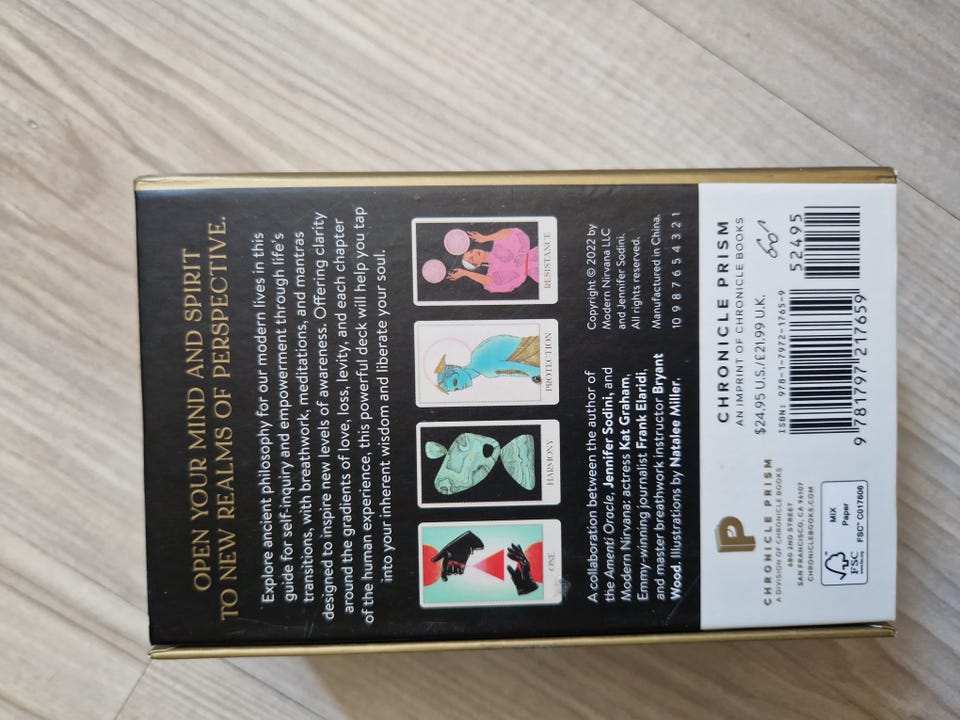 OPEN YOUR MIND AND SPIRIT
TO NEW REALMS OF PERSPECTIVE.
Explore ancient philosophy for our modern lives in this
guide for self-inquiry and empowerment through life's
transitions, with breathwork, meditations, and mantras
designed to inspire new levels of awareness. Offering clarity
around the gradients of love, loss, levity, and each chapter
of the human experience, this powerful deck will help you tap
into your inherent wisdom and liberate your soul.
ONE
HARMONY
PROTECTION
RESISTANCE
A collaboration between the author of
the Amenti Oracle, Jennifer Sodini, and
Modern Nirvana: actress Kat Graham,
Emmy-winning journalist Frank Elaridi,
and master breathwork instructor Bryant
Wood. Illustrations by Natalee Miller.
Copyright © 2022 by
Modern Nirvana LLC
and Jennifer Sodini.
All rights reserved.
Manufactured in China.
10 9 8 7 6 5 4 3 2 1
CHRONICLE PRISM
A DIVISION OF CHRONICLE BOOKS
680 2ND STREET
SAN FRANCISCO, CA 94107
CHRONICLEBOOKS.COM
FSC
MIX
Paper
FSC™ C017606
CHRONICLE PRISM
AN IMPRINT OF CHRONICLE BOOKS
$24.95 U.S./£21.99 U.K.
ISBN: 978-1-7972-1765-9
52495
9 781797 217659